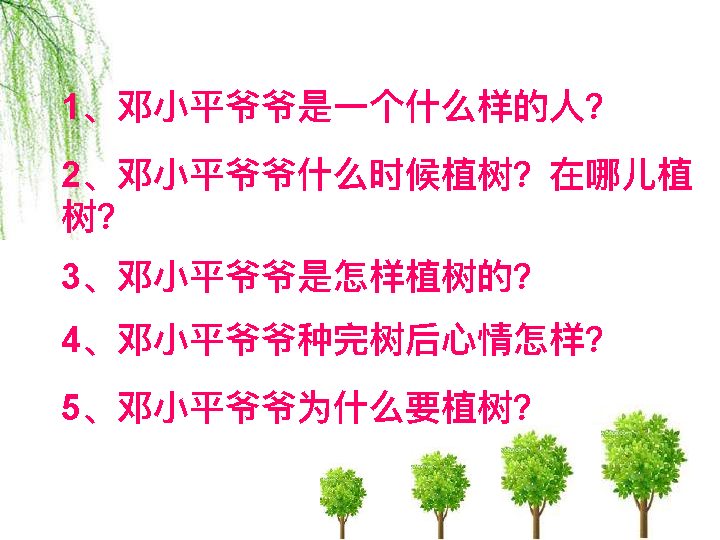 1、邓小平爷爷是一个什么样的人?
2、邓小平爷爷什么时候植树？在哪儿植
树?
3、邓小平爷爷是怎样植树的?
4、邓小平爷爷种完树后心情怎样?
5、邓小平爷爷为什么要植树?